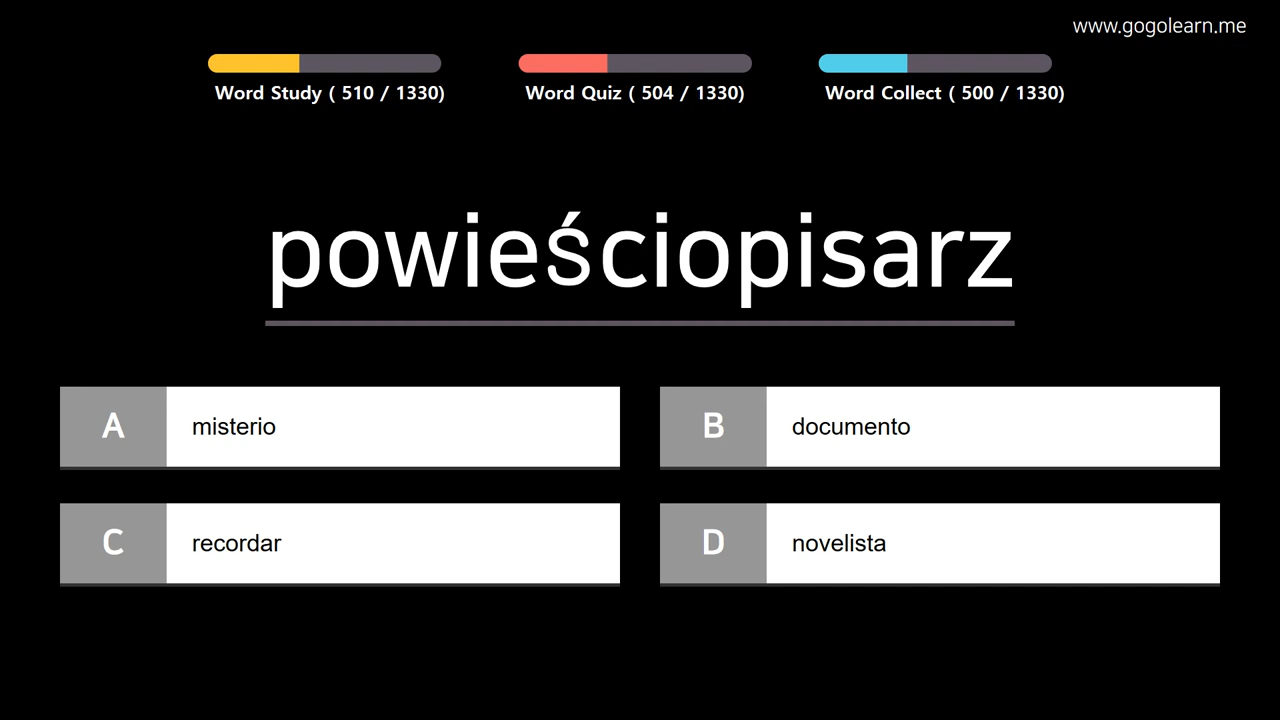 www.gogolearn.me
Word Study ( 510 / 1330)
Word Quiz ( 504 / 1330)
Word Collect ( 500 / 1330)
powieściopisarz
A misterio
B documento
C recordar
D novelista